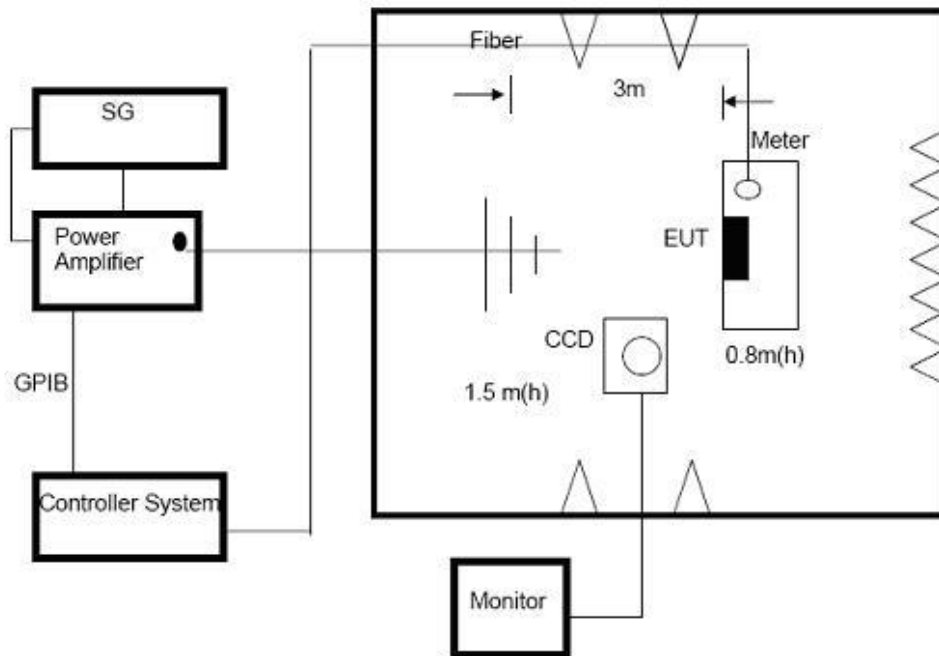 Fiber
3m
SG
Meter
Power
Amplifier
EUT
CCD
0.8m(h)
GPIB
1.5 m(h)
Controller System
Monitor